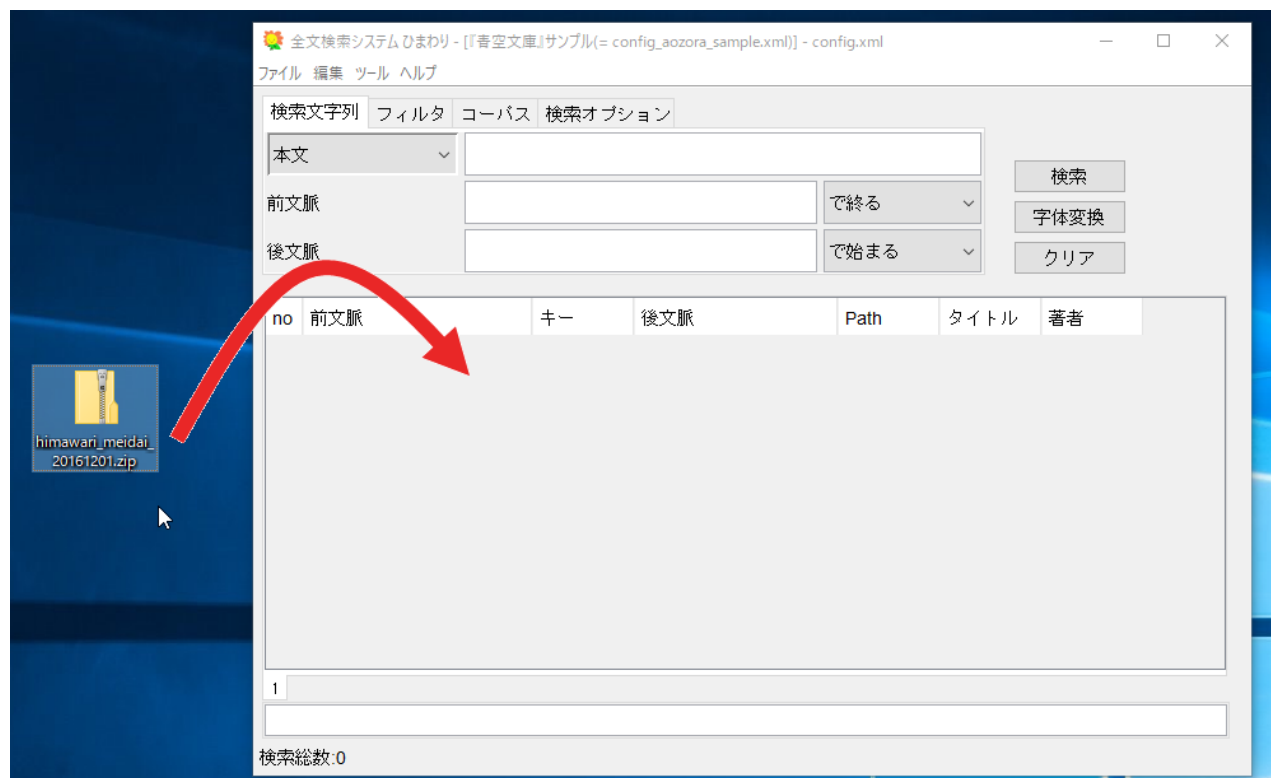 全文検索システム ひまわり - [『青空文庫』サンプル(= config_aozora_sample.xml)] - config.xml
ファイル 編集 ツール ヘルプ
検索文字列 フィルタ コーパス 検索オプション
本文
検索
前文脈 で終る
字体変換
後文脈 で始まる
クリア
no 前文脈 キー 後文脈 Path タイトル 著者
himawari_meidai_
20161201.zip
1
検索総数:0